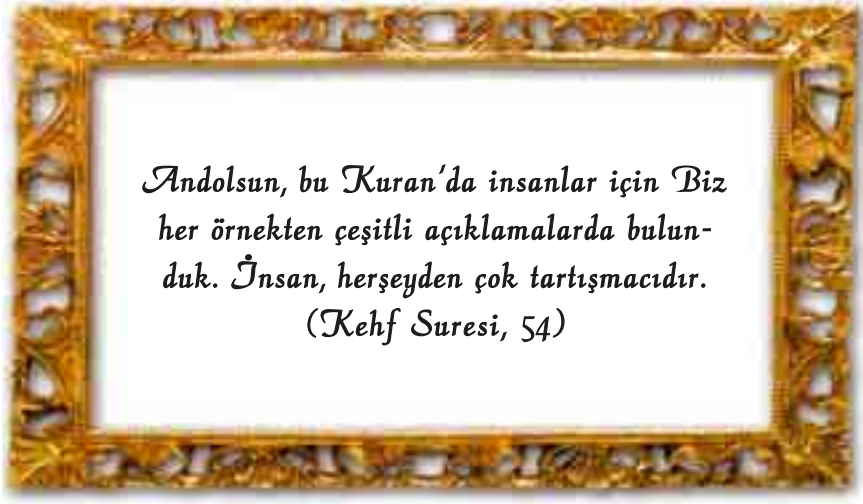 Andolsun, bu Kuran'da insanlar için Biz
her örnekten çeşitli açıklamalarda bulun-
duk. İnsan, herşeyden çok tartışmacıdır.
(Kehf Suresi, 54)